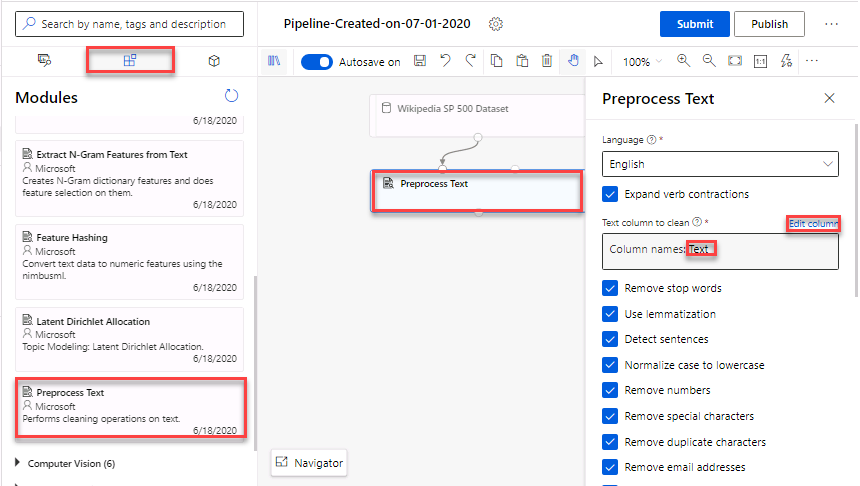 Search by name, tags and description
Pipeline-Created-on-07-01-2020
Submit
Publish
Autosave on
100%
1:1
Modules
6/18/2020
Extract N-Gram Features from Text
Microsoft
Creates N-Gram dictionary features and does
feature selection on them.
6/18/2020
Feature Hashing
Microsoft
Convert text data to numeric features using the
nimbusml.
6/18/2020
Latent Dirichlet Allocation
Microsoft
Topic Modeling: Latent Dirichlet Allocation.
6/18/2020
Preprocess Text
Microsoft
Performs cleaning operations on text.
6/18/2020
Computer Vision (6)
Wikipedia SP 500 Dataset
Preprocess Text
Navigator
Preprocess Text
Language ? *
English
Expand verb contractions
Text column to clean ? *
Edit column
Column names: Text
Remove stop words
Use lemmatization
Detect sentences
Normalize case to lowercase
Remove numbers
Remove special characters
Remove duplicate characters
Remove email addresses